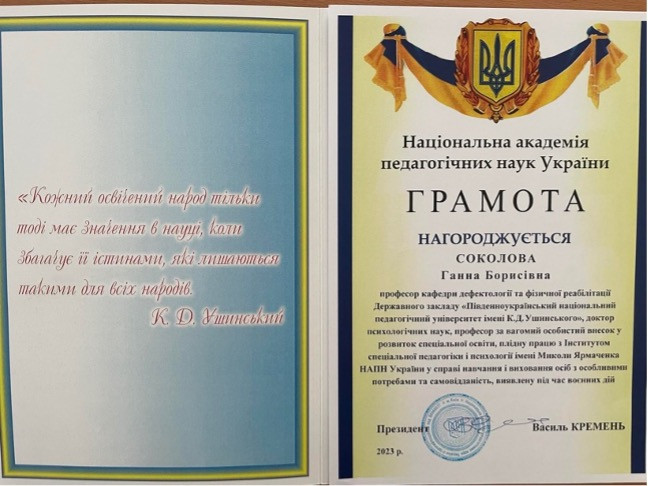 «Кожний освічений народ тільки
тоді має значення в науці, коли
збагачує її істинами, які лишаються
такими для всіх народів.
К. Д. Ушинський
Національна академія
педагогічних наук України
ГРАМОТА
НАГОРОДЖУЄТЬСЯ
СОКОЛОВА
Ганна Борисівна
професор кафедри дефектології та фізичної реабілітації
Державного закладу «Південноукраїнський національний
педагогічний університет імені К.Д.Ушинського», доктор
психологічних наук, професор за вагомий особистий внесок у
розвиток спеціальної освіти, плідну працю з Інститутом
спеціальної педагогіки і психології імені Миколи Ярмаченка
НАПН України у справі навчання і виховання осіб з особливими
потребами та самовідданість, виявлену під час воєнних дій
Президент Василь КРЕМЕНЬ
2023 р.